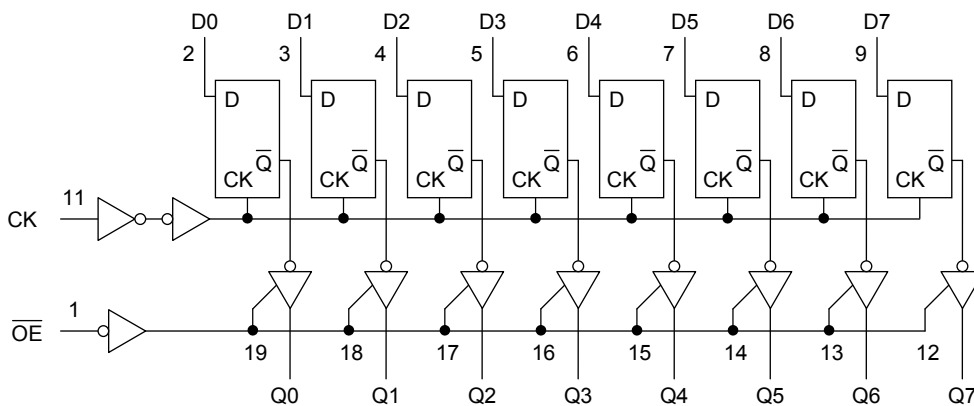 D0 D1 D2 D3 D4 D5 D6 D7
2 3 4 5 6 7 8 9
D D D D D D D D
Q̅ Q̅ Q̅ Q̅ Q̅ Q̅ Q̅ Q̅
CK CK CK CK CK CK CK CK
11
CK
1
O̅E̅
19 18 17 16 15 14 13 12
Q0 Q1 Q2 Q3 Q4 Q5 Q6 Q7